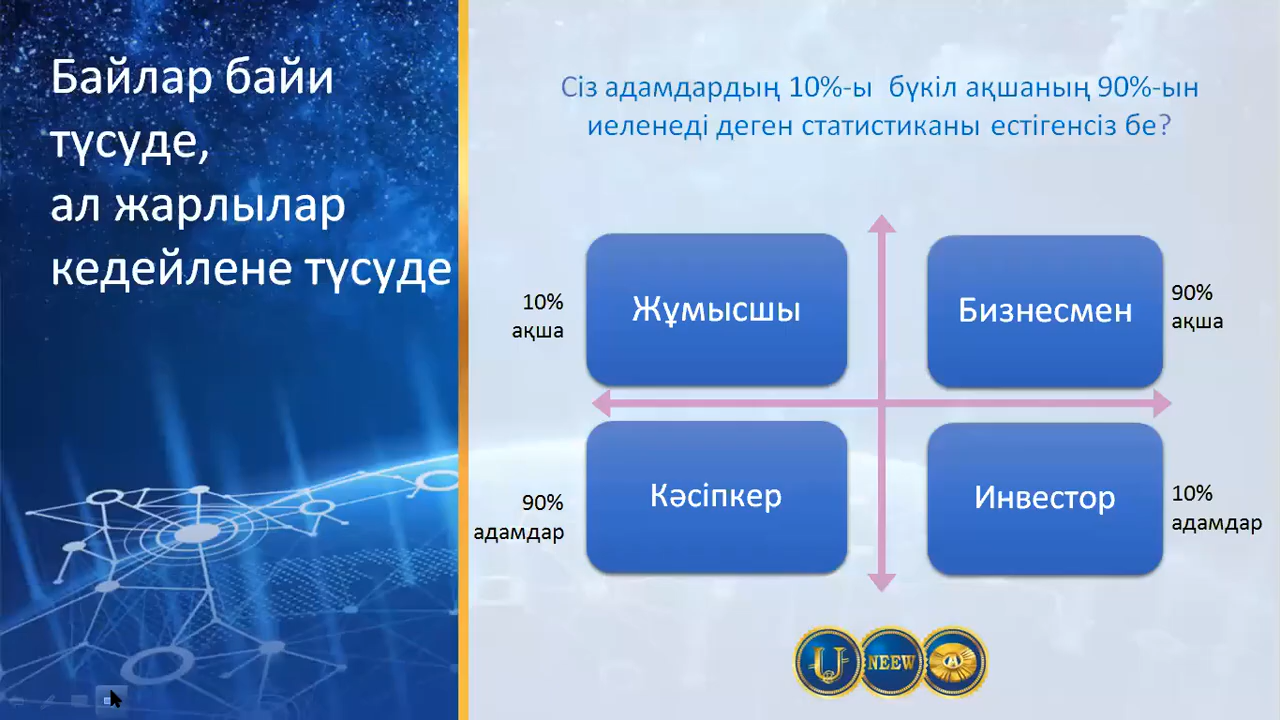 Байлар байи
түсуде,
ал жарлылар
кедейлене түсуде
Сіз адамдардың 10%-ы бүкіл ақшаның 90%-ын
иеленеді деген статистиканы естігенсіз бе?
10%
ақша
Жұмысшы
Бизнесмен
90%
ақша
90%
адамдар
Кәсіпкер
Инвестор
10%
адамдар
NEEW